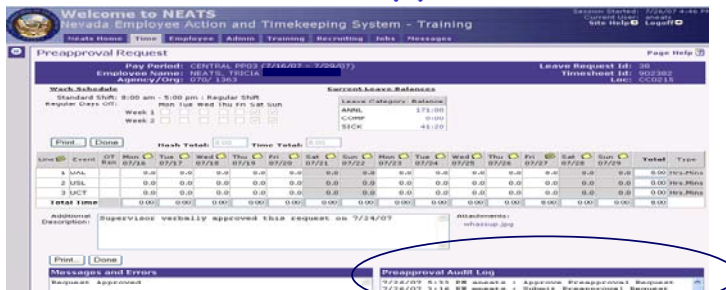 Welcome to NEATS
Nevada Employee Action and Timekeeping System - Training
Session Started: 7/26/07 4:46 PM
Current User: aneats
Site Help Logoff
Neats Home Time Employee Admin Training Recruiting Jobs Messages
Preapproval Request
Page Help
Pay Period: CENTRAL PP03 (7/16/07 - 7/29/07)
Employee Name: NEATS, TRICIA
Agency/Org: 070/ 1363
Leave Request Id: 38
Timesheet Id: 902382
Loc: CC0215
Work Schedule
Standard Shift: 8:00 am - 5:00 pm : Regular Shift
Regular Days Off: Mon Tue Wed Thu Fri Sat Sun
Week 1
Week 2
Current Leave Balances
Leave Category Balance
ANNL 171:00
COMP 0:00
SICK 41:20
Print... Done Hash Total: 0.00 Time Total: 0.00
Line Event OT Rsn Mon 07/16 Tue 07/17 Wed 07/18 Thu 07/19 Fri 07/20 Sat 07/21 Sun 07/22 Mon 07/23 Tue 07/24 Wed 07/25 Thu 07/26 Fri 07/27 Sat 07/28 Sun 07/29 Total Type
1 UAL 0.0 0.0 0.0 0.0 0.0 0.0 0.0 0.0 0.0 0.0 0.0 0.0 0.0 0.0 0.00 Hrs.Mins
2 USL 0.0 0.0 0.0 0.0 0.0 0.0 0.0 0.0 0.0 0.0 0.0 0.0 0.0 0.0 0.00 Hrs.Mins
3 UCT 0.0 0.0 0.0 0.0 0.0 0.0 0.0 0.0 0.0 0.0 0.0 0.0 0.0 0.0 0.00 Hrs.Mins
Total Time 0.00 0.00 0.00 0.00 0.00 0.00 0.00 0.00 0.00 0.00 0.00 0.00 0.00 0.00 0.00
Additional Description: Supervisor verbally approved this request on 7/24/07
Attachments:
whassup.jpg
Print... Done
Messages and Errors
Request Approved
Preapproval Audit Log
7/26/07 5:33 PM aneats : Approve Preapproval Request
7/26/07 3:16 PM aneats : Submit Preapproval Request